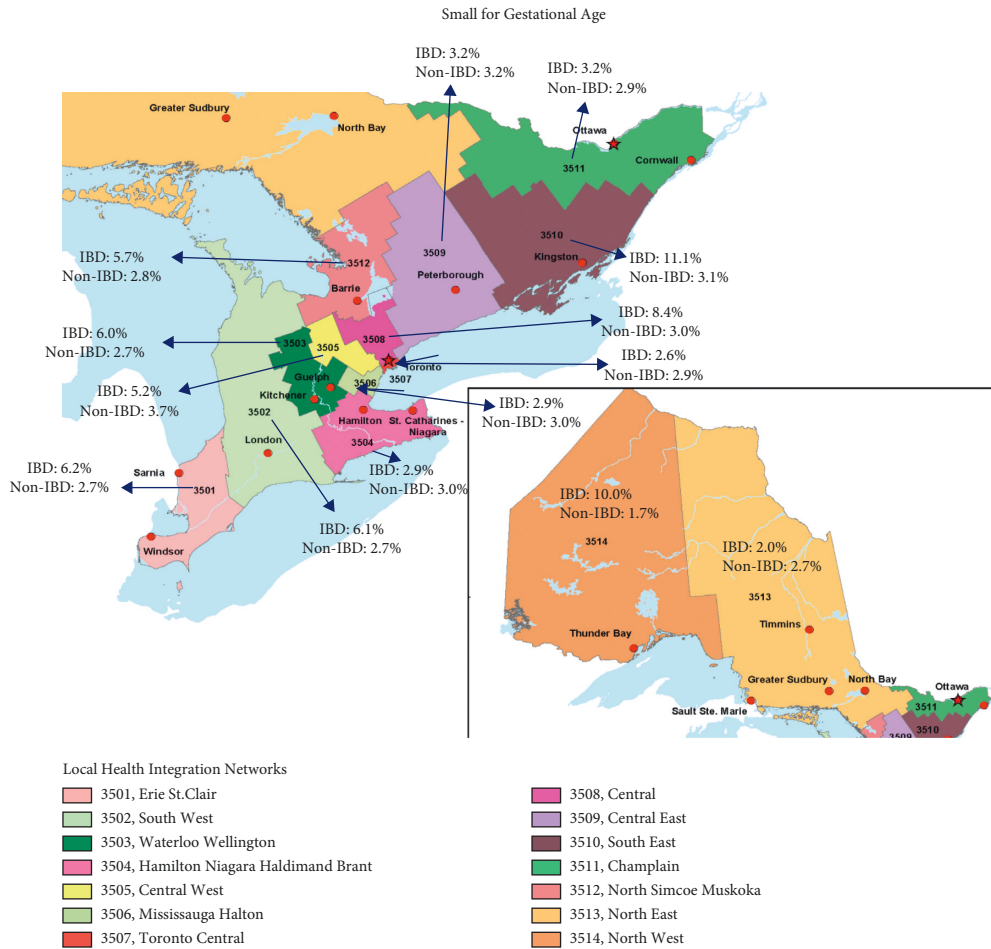 Small for Gestational Age
IBD: 3.2%
Non-IBD: 3.2%
IBD: 3.2%
Non-IBD: 2.9%
Greater Sudbury
North Bay
Ottawa
Cornwall
3511
3510
Kingston
IBD: 11.1%
Non-IBD: 3.1%
3509
Peterborough
IBD: 5.7%
Non-IBD: 2.8%
3512
Barrie
IBD: 8.4%
Non-IBD: 3.0%
3508
IBD: 6.0%
Non-IBD: 2.7%
3503
3505
Toronto
IBD: 2.6%
Non-IBD: 2.9%
3507
Guelph
3506
IBD: 5.2%
Non-IBD: 3.7%
Kitchener
IBD: 2.9%
Non-IBD: 3.0%
3502
Hamilton
St. Catharines -
Niagara
3504
London
IBD: 2.9%
Non-IBD: 3.0%
Sarnia
IBD: 6.2%
Non-IBD: 2.7%
3501
IBD: 6.1%
Non-IBD: 2.7%
Windsor
IBD: 10.0%
Non-IBD: 1.7%
3514
IBD: 2.0%
Non-IBD: 2.7%
3513
Timmins
Thunder Bay
Greater Sudbury
North Bay
Ottawa
Sault Ste. Marie
3511
3510
3509
Local Health Integration Networks
3501, Erie St.Clair
3502, South West
3503, Waterloo Wellington
3504, Hamilton Niagara Haldimand Brant
3505, Central West
3506, Mississauga Halton
3507, Toronto Central
3508, Central
3509, Central East
3510, South East
3511, Champlain
3512, North Simcoe Muskoka
3513, North East
3514, North West